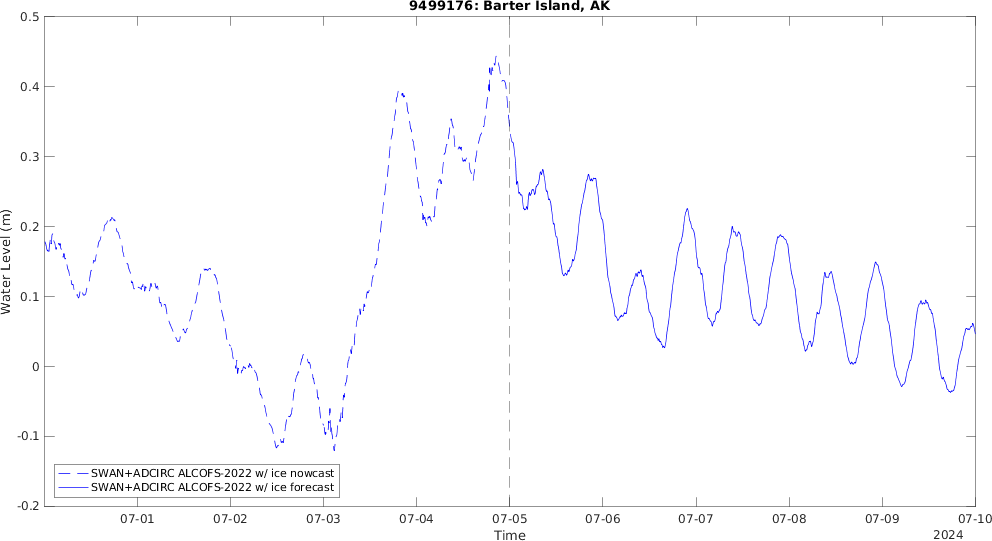 9499176: Barter Island, AK
0.5
0.4
0.3
0.2
0.1
0
-0.1
-0.2
Water Level (m)
SWAN+ADCIRC ALCOFS-2022 w/ ice nowcast
SWAN+ADCIRC ALCOFS-2022 w/ ice forecast
07-01 07-02 07-03 07-04 07-05 07-06 07-07 07-08 07-09 07-10
Time
2024